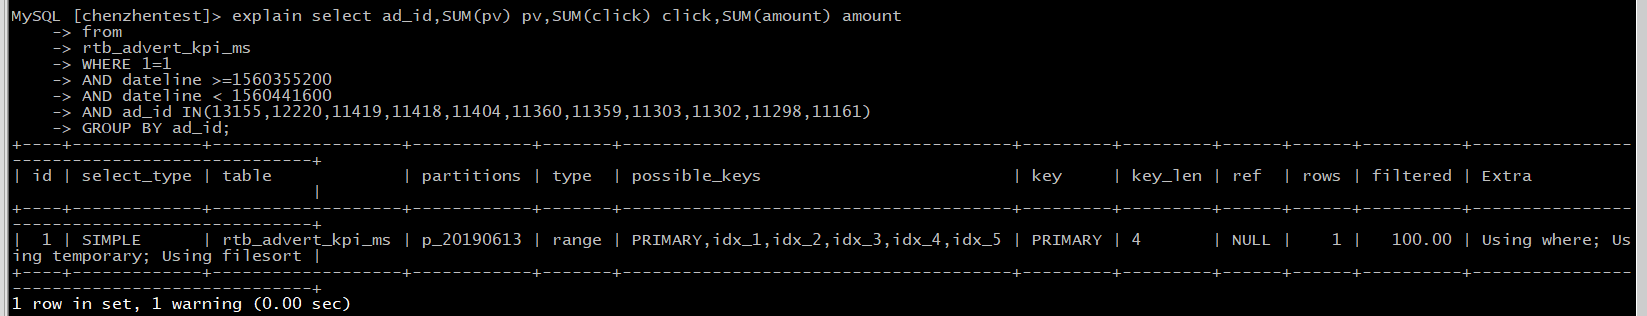 MySQL [chenzhentest]> explain select ad_id,SUM(pv) pv,SUM(click) click,SUM(amount) amount
    -> from
    -> rtb_advert_kpi_ms
    -> WHERE 1=1
    -> AND dateline >=1560355200
    -> AND dateline < 1560441600
    -> AND ad_id IN(13155,12220,11419,11418,11404,11360,11359,11303,11302,11298,11161)
    -> GROUP BY ad_id;
+----+-------------+-------------------+------------+-------+---------------------------------------+---------+---------+------+------+----------+----------------
------------------------------+
| id | select_type | table             | partitions | type  | possible_keys                         | key     | key_len | ref  | rows | filtered | Extra
                              |
+----+-------------+-------------------+------------+-------+---------------------------------------+---------+---------+------+------+----------+----------------
------------------------------+
|  1 | SIMPLE      | rtb_advert_kpi_ms | p_20190613 | range | PRIMARY,idx_1,idx_2,idx_3,idx_4,idx_5 | PRIMARY | 4       | NULL |    1 |   100.00 | Using where; Us
ing temporary; Using filesort |
+----+-------------+-------------------+------------+-------+---------------------------------------+---------+---------+------+------+----------+----------------
------------------------------+
1 row in set, 1 warning (0.00 sec)